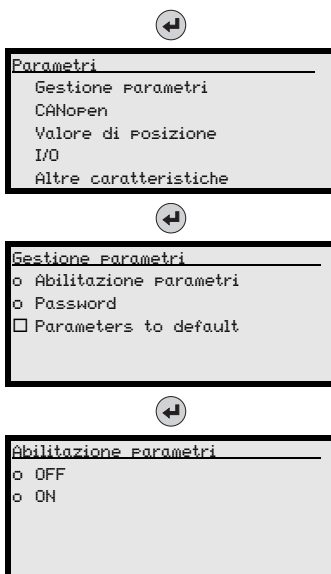 Parametri
Gestione parametri
CANopen
Valore di posizione
I/O
Altre caratteristiche
Gestione parametri
o Abilitazione parametri
o Password
☐ Parameters to default
Abilitazione parametri
o OFF
o ON